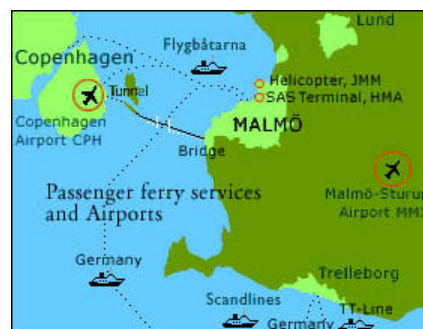 Lund
Copenhagen
Flygbåtarna
Helicopter, JMM
SAS Terminal, HMA
Tunnel
Copenhagen
Airport CPH
MALMÖ
Bridge
Passenger ferry services
and Airports
Malmö-Sturup
Airport MMX
Germany
Trelleborg
Scandlines
TT-Line
Germany